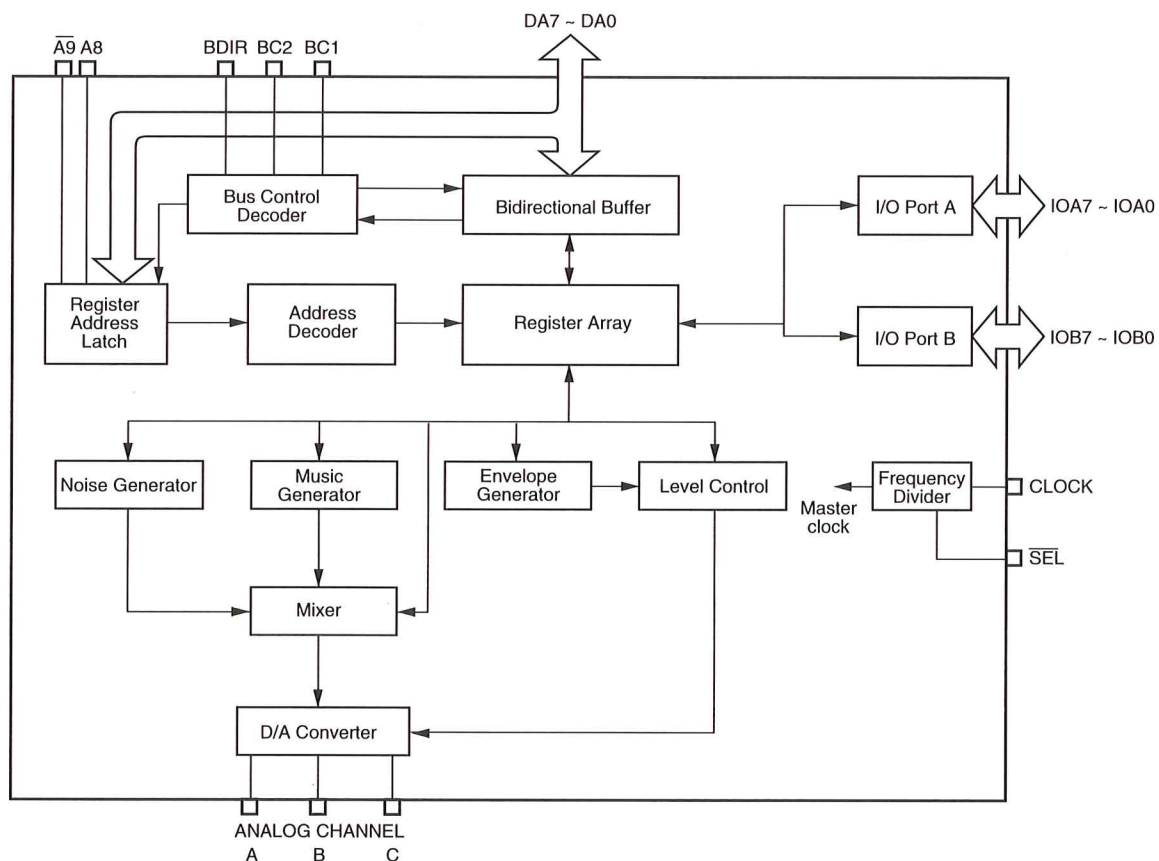 DA7 ~ DA0
A̅9̅ A8
BDIR BC2 BC1
Bus Control
Decoder
Bidirectional Buffer
I/O Port A
IOA7 ~ IOA0
Register
Address
Latch
Address
Decoder
Register Array
I/O Port B
IOB7 ~ IOB0
Noise Generator
Music
Generator
Envelope
Generator
Level Control
Master
clock
Frequency
Divider
CLOCK
S̅E̅L̅
Mixer
D/A Converter
ANALOG CHANNEL
A B C